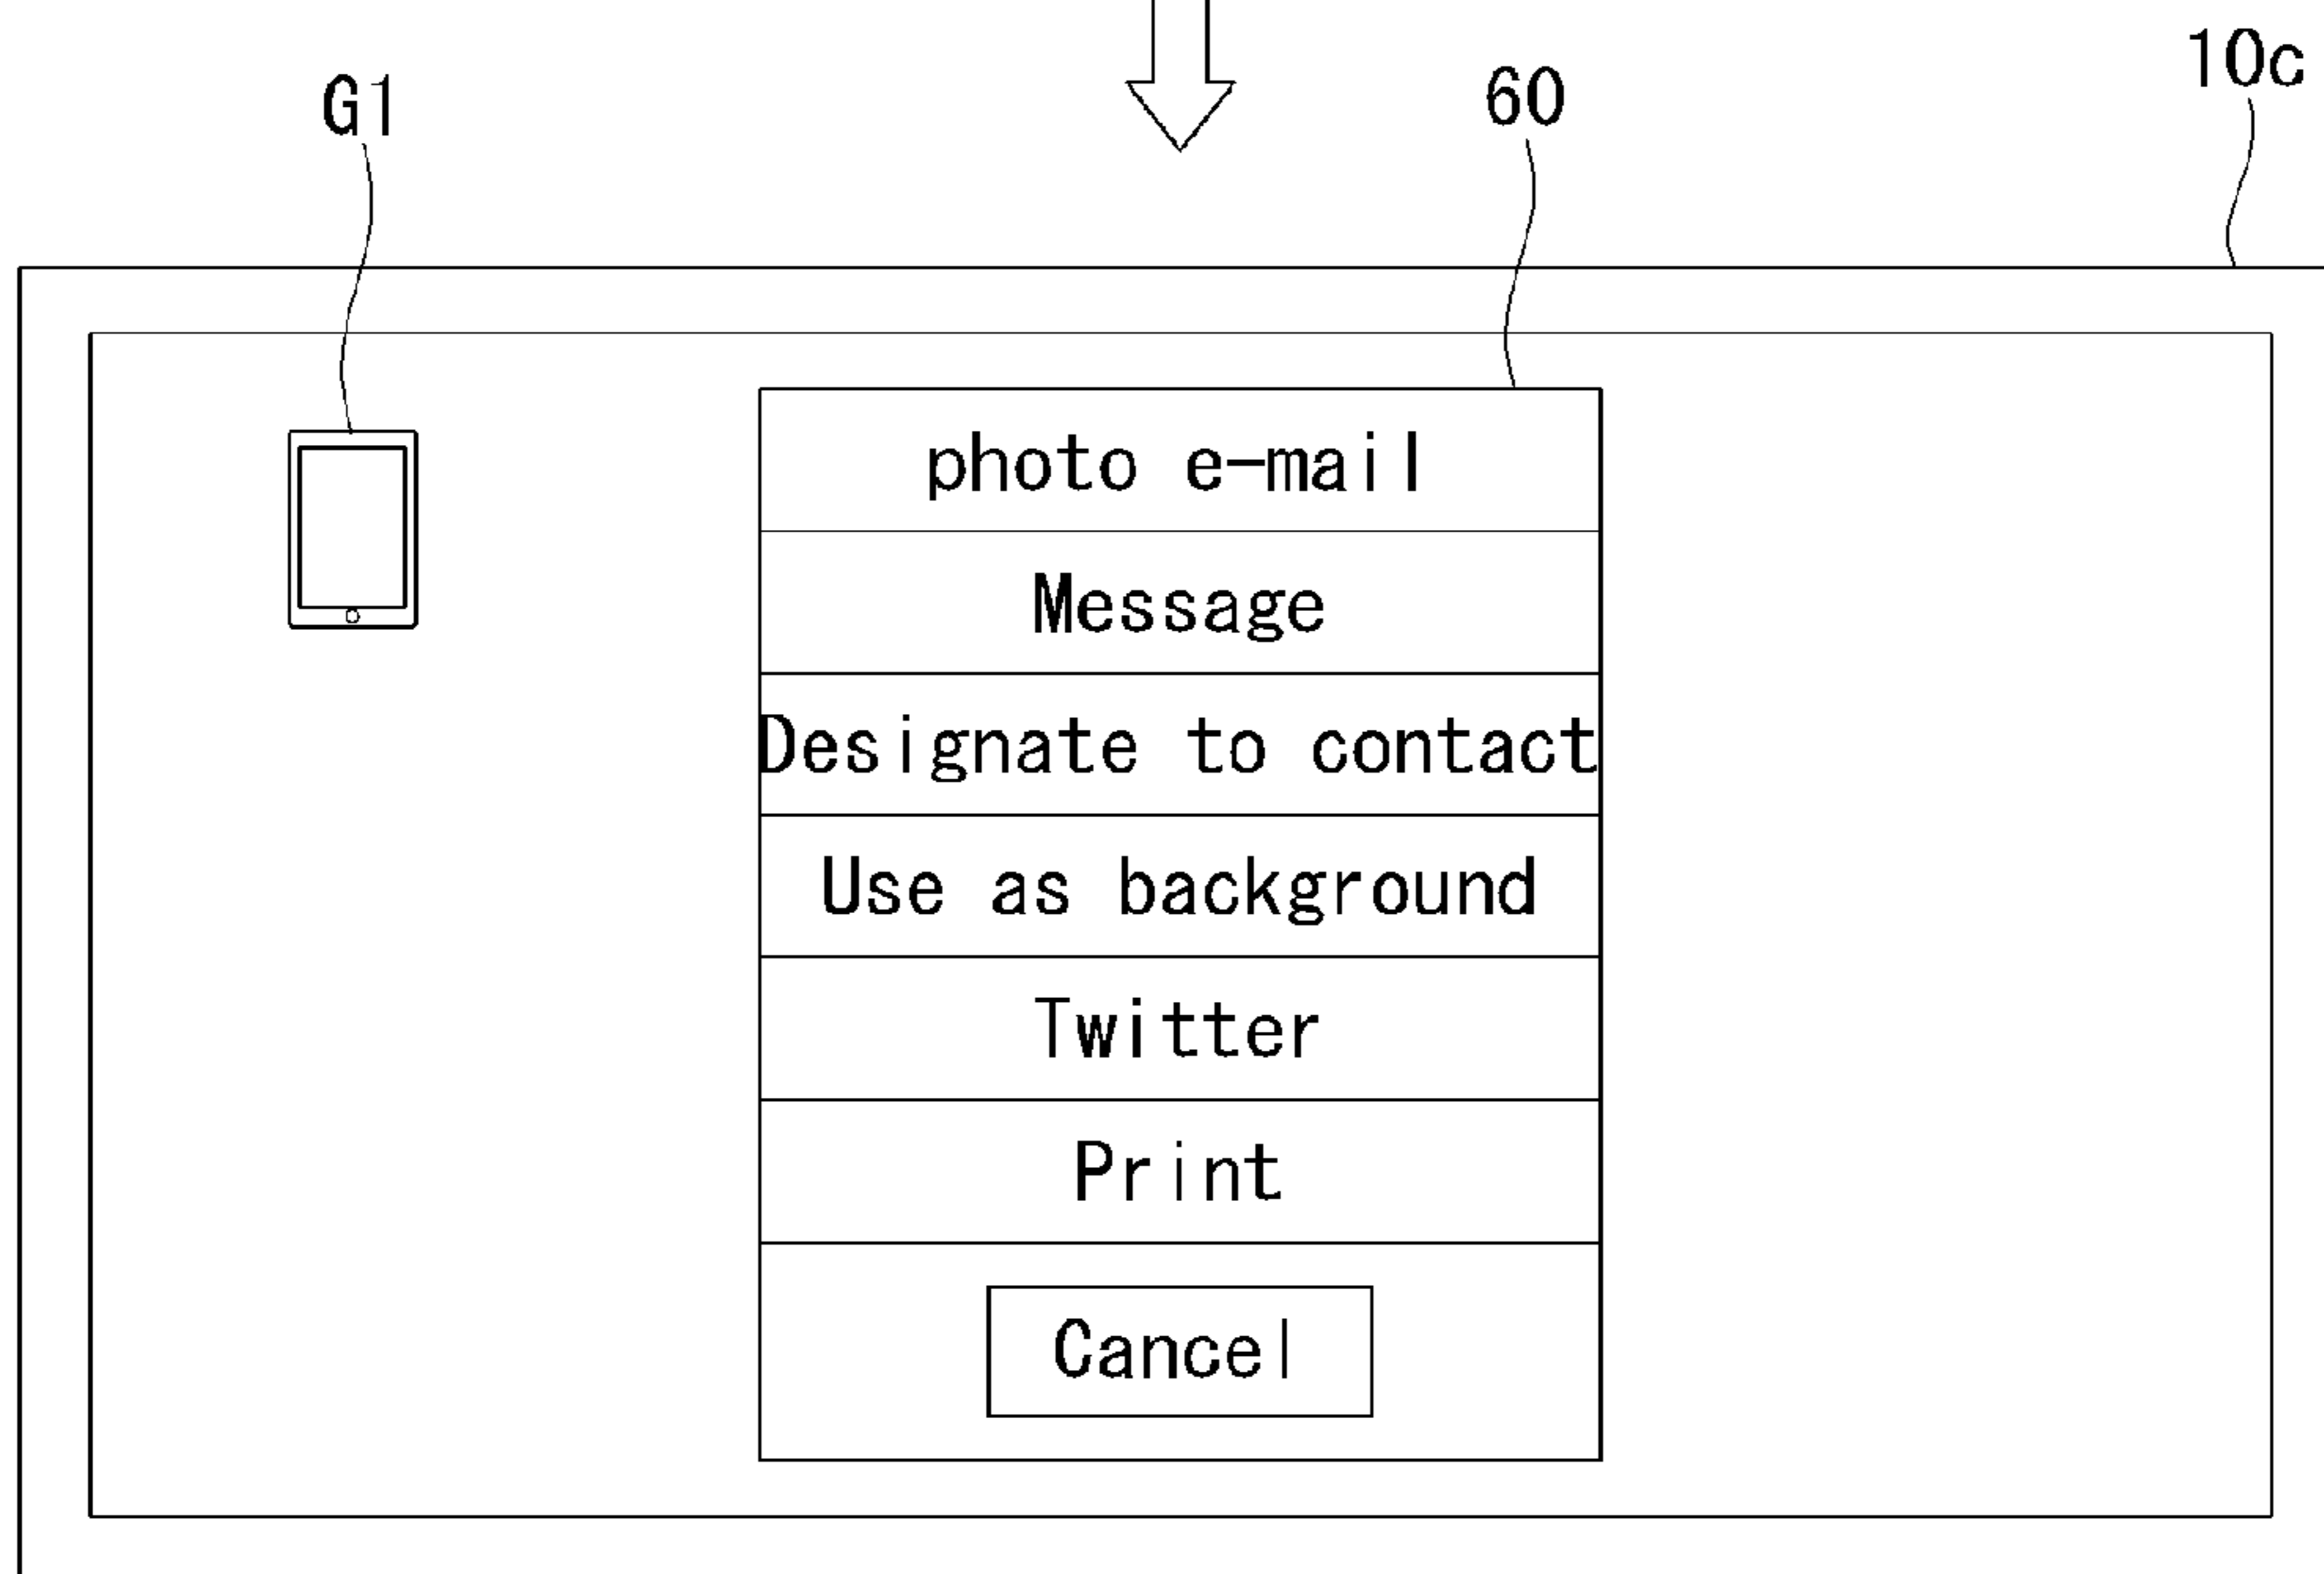 10c
G1
60
photo e-mail
Message
Designate to contact
Use as background
Twitter
Print
Cancel